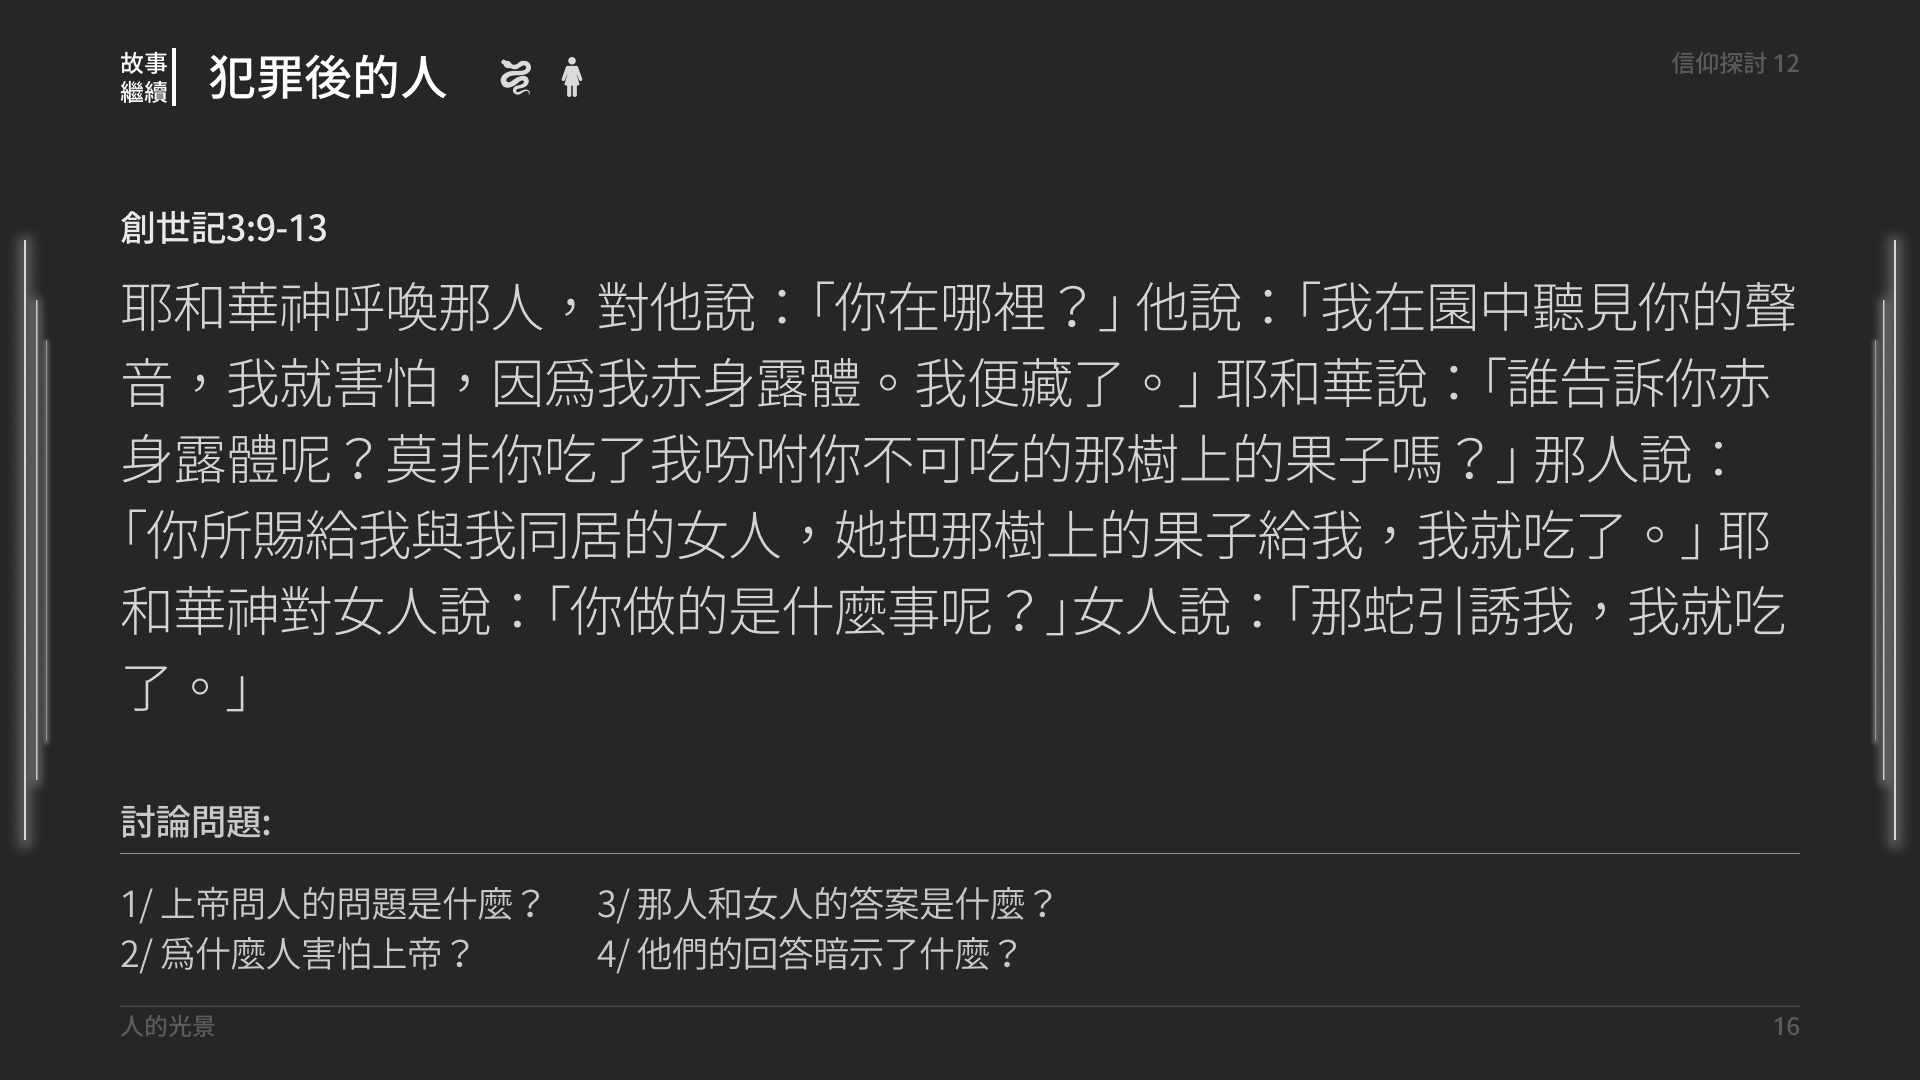 故事
繼續
犯罪後的人
信仰探討 12
創世記3:9-13
耶和華神呼喚那人，對他說：「你在哪裡？」他說：「我在園中聽見你的聲
音，我就害怕，因爲我赤身露體。我便藏了。」耶和華說：「誰告訴你赤
身露體呢？莫非你吃了我吩咐你不可吃的那樹上的果子嗎？」那人說：
「你所賜給我與我同居的女人，她把那樹上的果子給我，我就吃了。」耶
和華神對女人說：「你做的是什麼事呢？」女人說：「那蛇引誘我，我就吃
了。」
討論問題:
1/ 上帝問人的問題是什麼？
2/ 爲什麼人害怕上帝？
3/ 那人和女人的答案是什麼？
4/ 他們的回答暗示了什麼？
人的光景
16